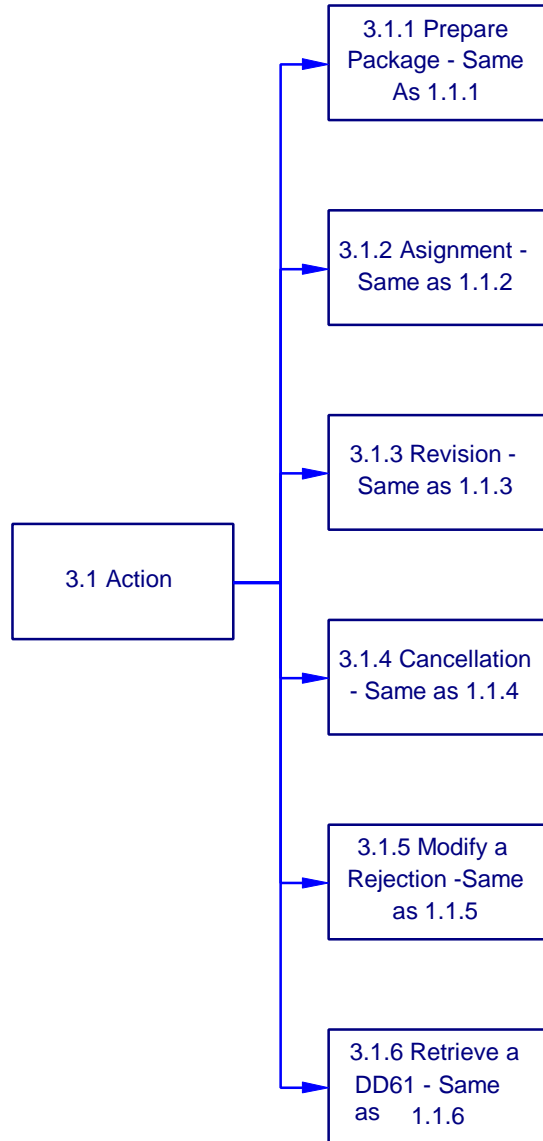 3.1.1 Prepare
Package - Same
As 1.1.1
3.1.2 Asignment -
Same as 1.1.2
3.1.3 Revision -
Same as 1.1.3
3.1 Action
3.1.4 Cancellation
- Same as 1.1.4
3.1.5 Modify a
Rejection -Same
as 1.1.5
3.1.6 Retrieve a
DD61 - Same
as 1.1.6